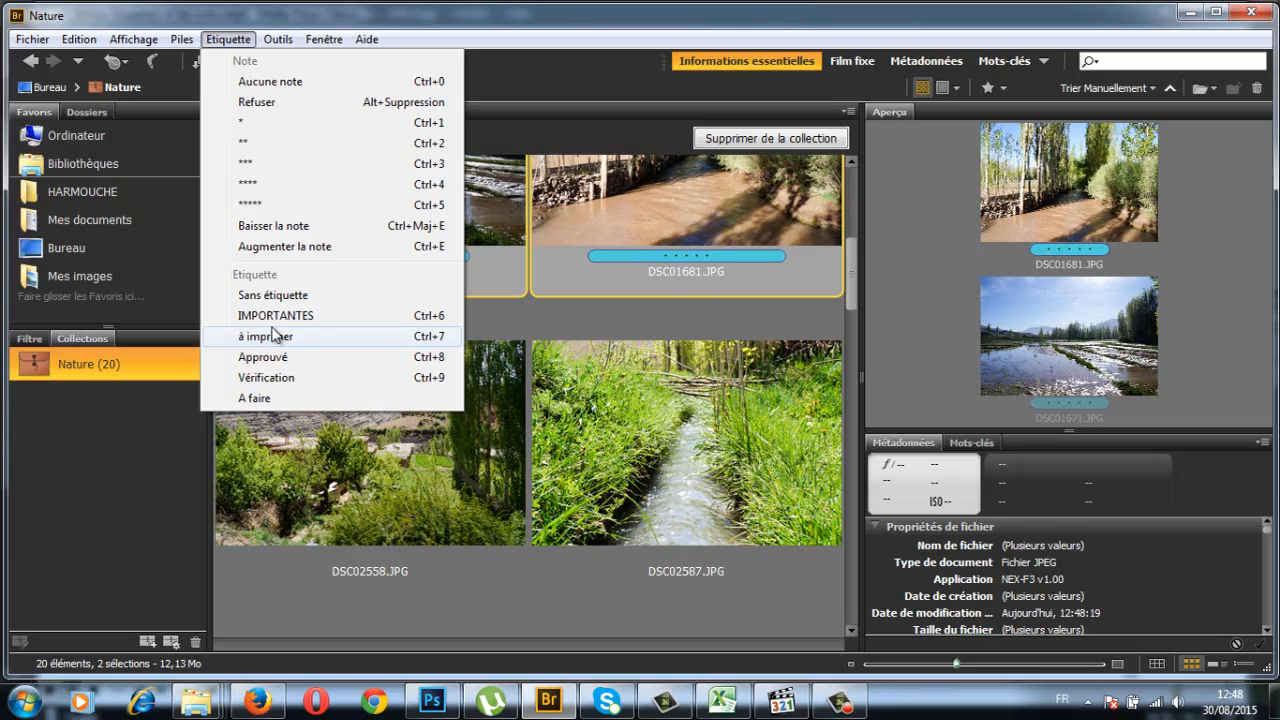 Br Nature
Fichier Edition Affichage Piles Etiquette Outils Fenêtre Aide
Informations essentielles Film fixe Métadonnées Mots-clés
Bureau Nature
Trier Manuellement
Favoris Dossiers
Ordinateur
Bibliothèques
HARMOUCHE
Mes documents
Bureau
Mes images
Faire glisser les Favoris ici...
Filtre Collections
Nature (20)
Note
Aucune note Ctrl+0
Refuser Alt+Suppression
* Ctrl+1
** Ctrl+2
*** Ctrl+3
**** Ctrl+4
***** Ctrl+5
Baisser la note Ctrl+Maj+E
Augmenter la note Ctrl+E
Etiquette
Sans étiquette
IMPORTANTES Ctrl+6
à imprimer Ctrl+7
Approuvé Ctrl+8
Vérification Ctrl+9
A faire
Supprimer de la collection
DSC01681.JPG
DSC02558.JPG DSC02587.JPG
Aperçu
DSC01681.JPG
DSC01671.JPG
Métadonnées Mots-clés
ƒ/-- -- --
-- -- -- --
-- ISO-- -- --
Propriétés de fichier
Nom de fichier (Plusieurs valeurs)
Type de document Fichier JPEG
Application NEX-F3 v1.00
Date de création (Plusieurs valeurs)
Date de modification ... Aujourd'hui, 12:48:19
Taille du fichier (Plusieurs valeurs)
20 éléments, 2 sélections - 12,13 Mo
Ps Br 321 FR 12:48
30/08/2015